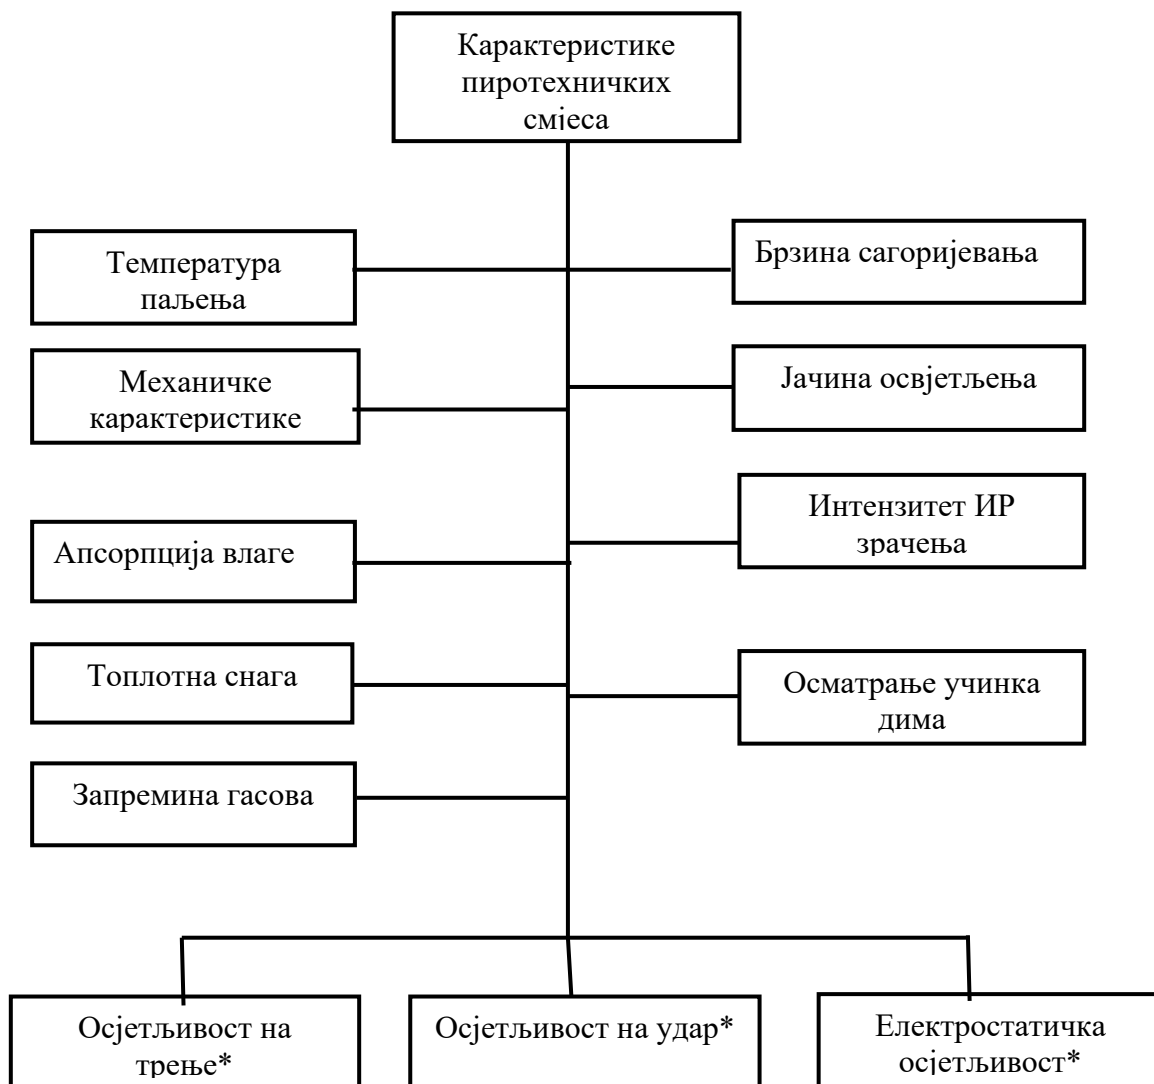 Карактеристике
пиротехничких
смјеса
Температура
паљења
Брзина сагоријевања
Механичке
карактеристике
Јачина освјетљења
Апсорпција влаге
Интензитет ИР
зрачења
Топлотна снага
Осматрање учинка
дима
Запремина гасова
Осјетљивост на
трење*
Осјетљивост на удар*
Електростатичка
осјетљивост*